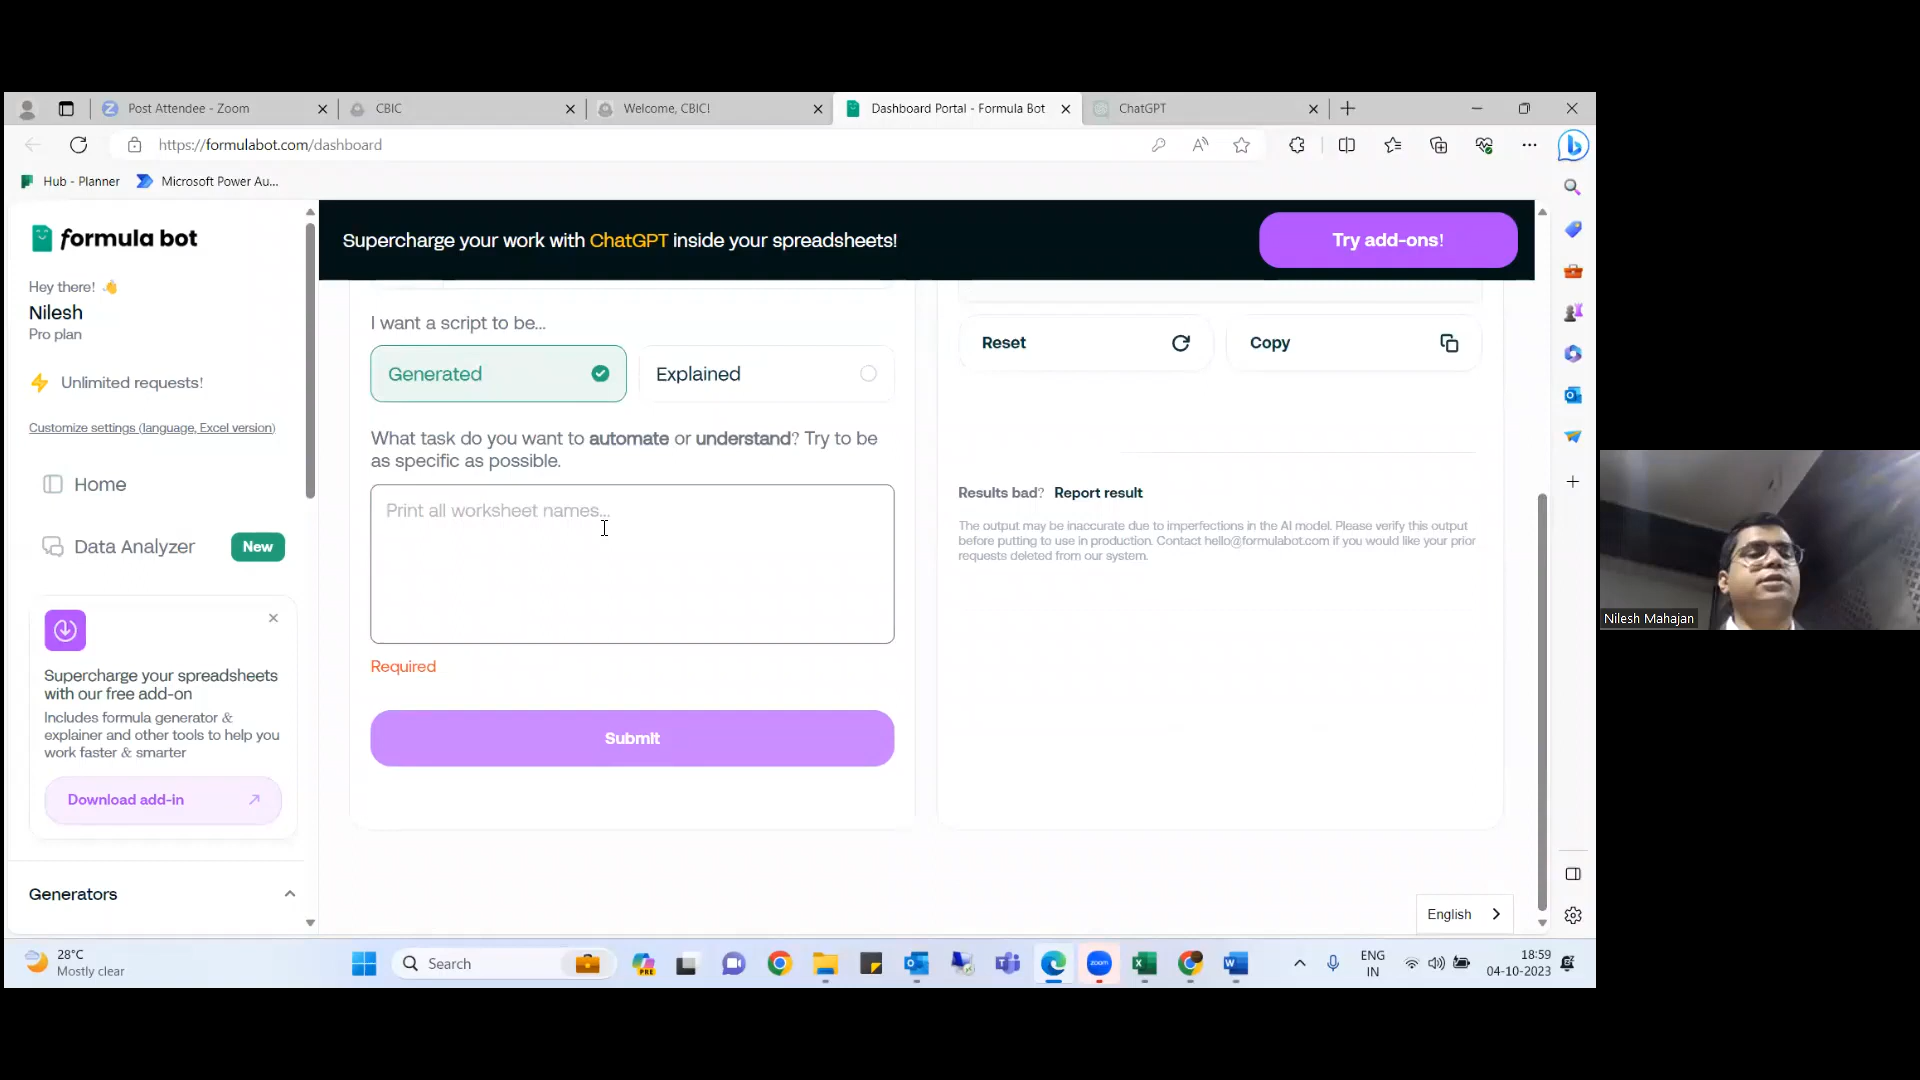 Post Attendee - Zoom
CBIC
Welcome, CBIC!
Dashboard Portal - Formula Bot
ChatGPT
https://formulabot.com/dashboard
Hub - Planner
Microsoft Power Au...
formula bot
Hey there! 👋
Nilesh
Pro plan
Unlimited requests!
Customize settings (language, Excel version)
Home
Data Analyzer
New
Supercharge your spreadsheets
with our free add-on
Includes formula generator &
explainer and other tools to help you
work faster & smarter
Download add-in
Generators
Supercharge your work with ChatGPT inside your spreadsheets!
Try add-ons!
I want a script to be...
Generated
Explained
What task do you want to automate or understand? Try to be
as specific as possible.
Print all worksheet names...
Required
Submit
Reset
Copy
Results bad? Report result
The output may be inaccurate due to imperfections in the AI model. Please verify this output
before putting to use in production. Contact hello@formulabot.com if you would like your prior
requests deleted from our system.
English
Nilesh Mahajan
28°C
Mostly clear
Search
PRE
zoom
ENG
IN
18:59
04-10-2023